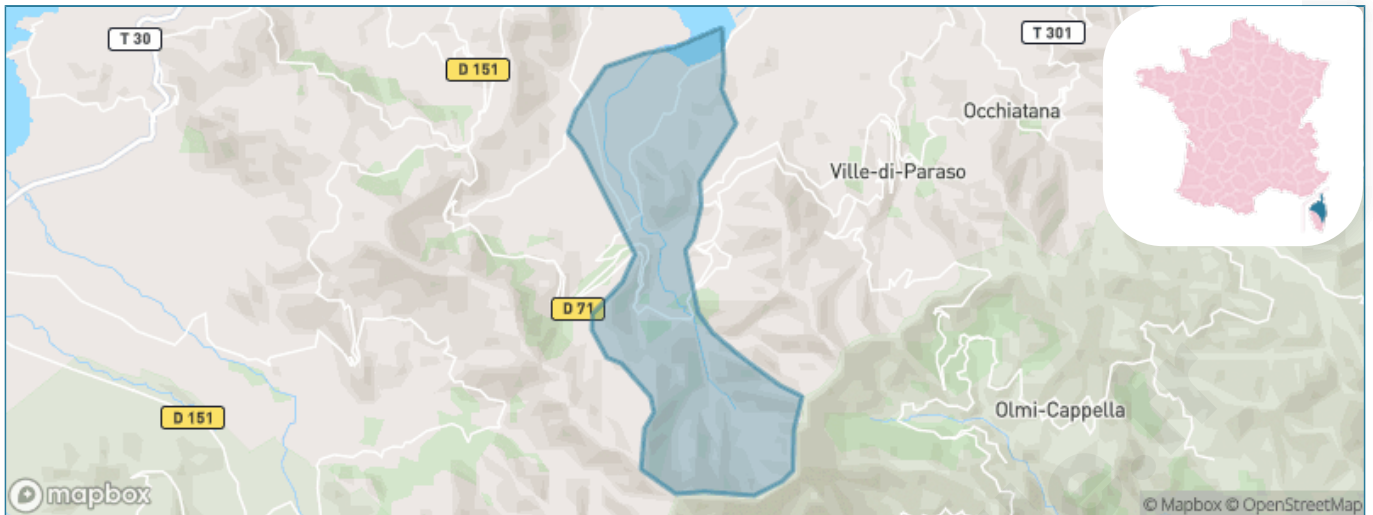 T 30
T 301
D 151
Occhiatana
Ville-di-Paraso
D 71
D 151
Olmi-Cappella
mapbox
© Mapbox © OpenStreetMap